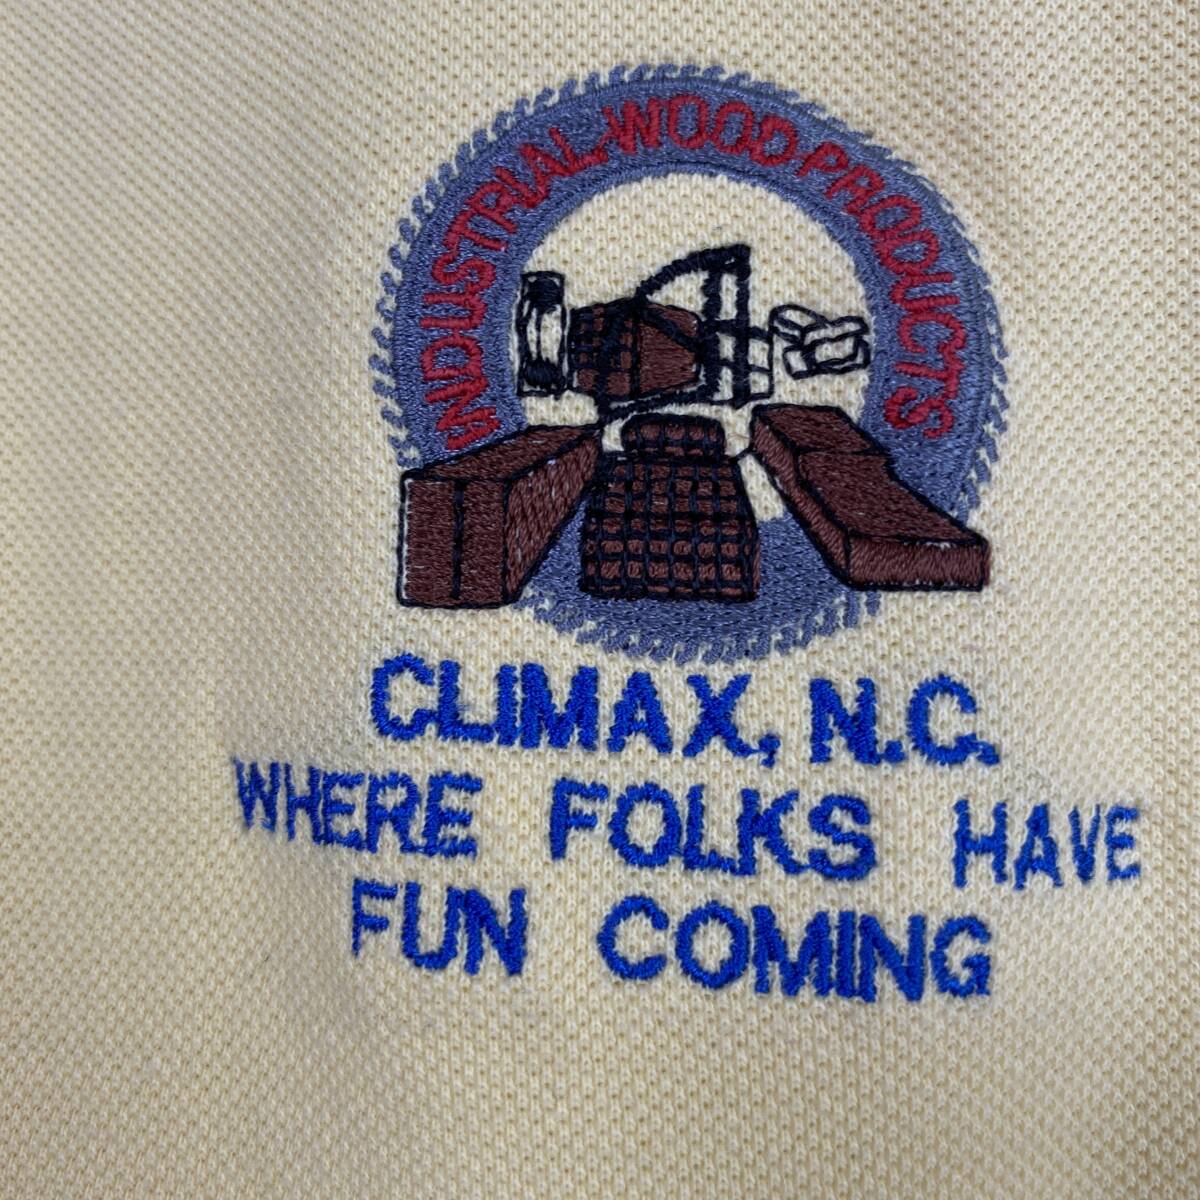 INDUSTRIAL-WOOD-PRODUCTS
CLIMAX, N.C.
WHERE FOLKS HAVE
FUN COMING